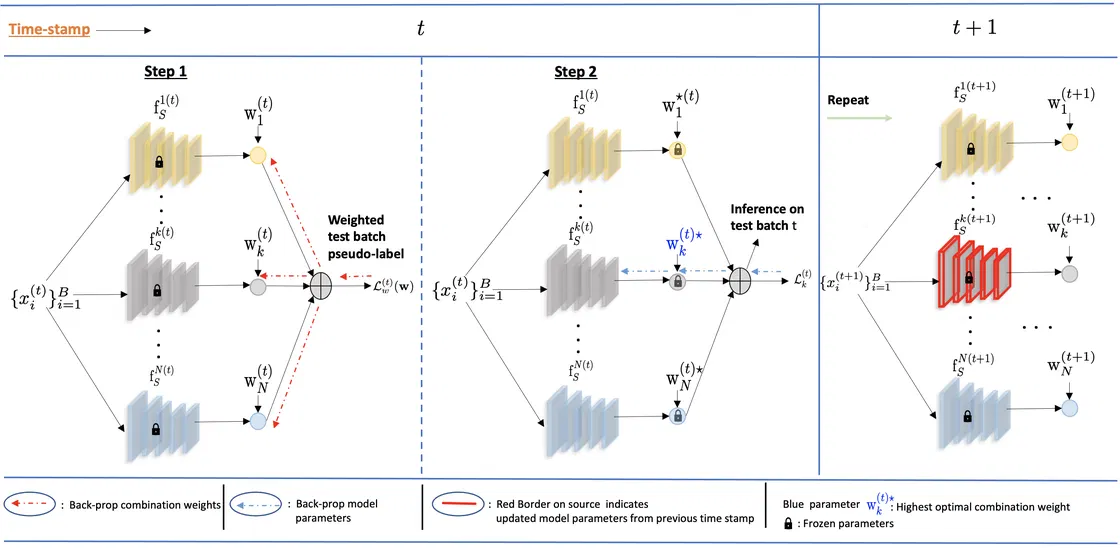 Time-stamp
t
t + 1
Step 1
f_S^{1(t)}
w_1^{(t)}
f_S^{k(t)}
w_k^{(t)}
{x_i^{(t)}}_{i=1}^B
Weighted
test batch
pseudo-label
L_w^{(t)}(w)
f_S^{N(t)}
w_N^{(t)}
Step 2
f_S^{1(t)}
w_1^{⋆(t)}
f_S^{k(t)}
w_k^{(t)⋆}
{x_i^{(t)}}_{i=1}^B
Inference on
test batch t
L_k^{(t)}
f_S^{N(t)}
w_N^{(t)⋆}
Repeat
f_S^{1(t+1)}
w_1^{(t+1)}
f_S^{k(t+1)}
w_k^{(t+1)}
{x_i^{(t+1)}}_{i=1}^B
f_S^{N(t+1)}
w_N^{(t+1)}
: Back-prop combination weights
: Back-prop model
parameters
: Red Border on source indicates
updated model parameters from previous time stamp
Blue parameter w_k^{(t)⋆} : Highest optimal combination weight
: Frozen parameters